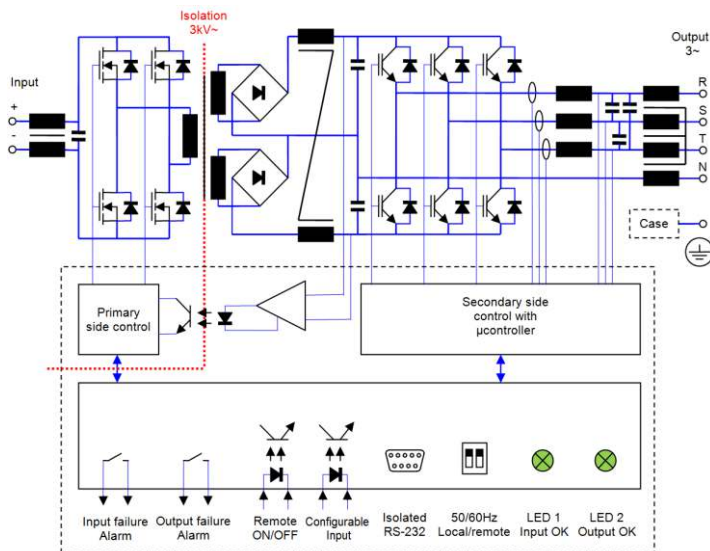 Isolation
3kV~
Output
3~
Input
+
-
R
S
T
N
Case
Primary
side control
Secondary side
control with
µcontroller
Input failure
Alarm
Output failure
Alarm
Remote
ON/OFF
Configurable
Input
Isolated
RS-232
50/60Hz
Local/remote
LED 1
Input OK
LED 2
Output OK